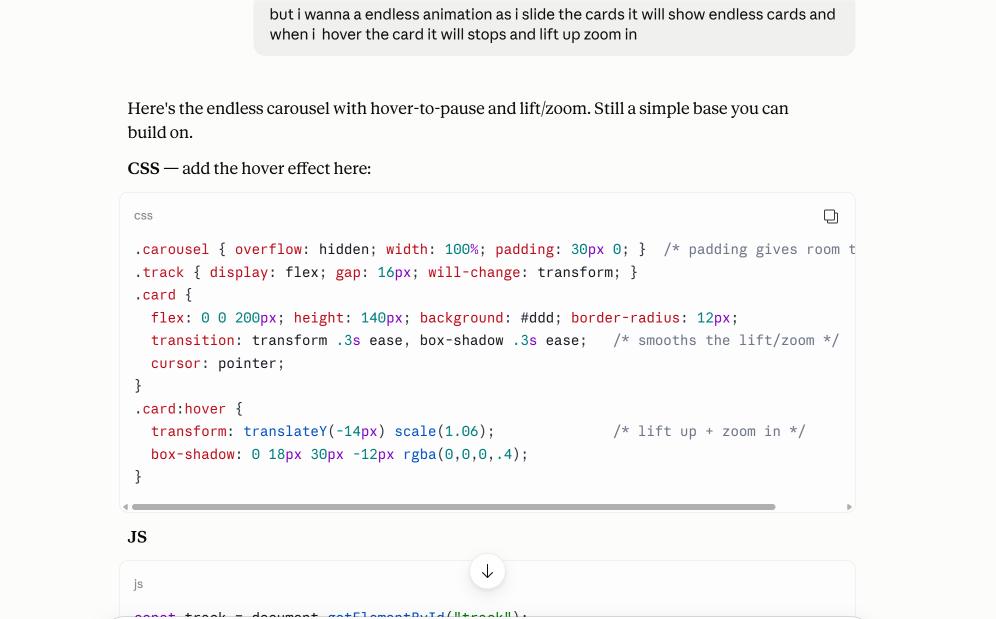 but i wanna a endless animation as i slide the cards it will show endless cards and
when i  hover the card it will stops and lift up zoom in
Here's the endless carousel with hover-to-pause and lift/zoom. Still a simple base you can
build on.
CSS — add the hover effect here:
css
.carousel { overflow: hidden; width: 100%; padding: 30px 0; }  /* padding gives room t
.track { display: flex; gap: 16px; will-change: transform; }
.card {
  flex: 0 0 200px; height: 140px; background: #ddd; border-radius: 12px;
  transition: transform .3s ease, box-shadow .3s ease;   /* smooths the lift/zoom */
  cursor: pointer;
}
.card:hover {
  transform: translateY(-14px) scale(1.06);              /* lift up + zoom in */
  box-shadow: 0 18px 30px -12px rgba(0,0,0,.4);
}
JS
js
const track = document.getElementById("track");